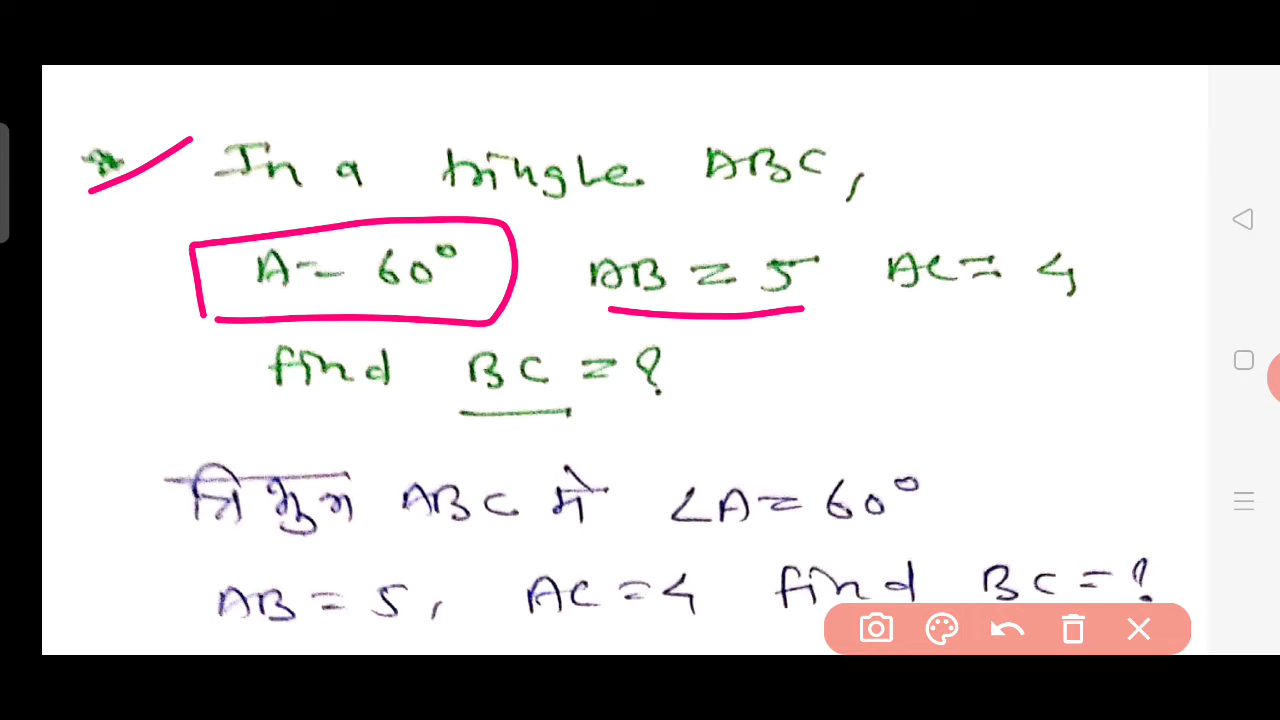 In a tringle ABC,
A = 60° AB = 5 AC = 4
find BC = ?
त्रिभुज ABC मे ∠A = 60°
AB = 5, AC = 4 find BC = ?